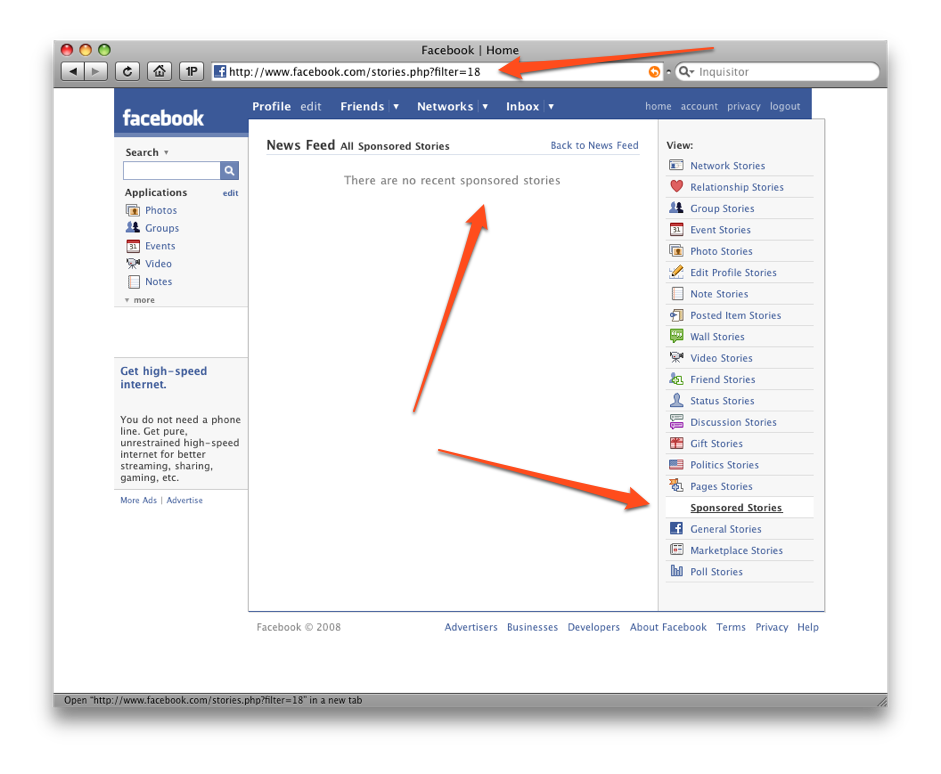 Facebook | Home
1P
http://www.facebook.com/stories.php?filter=18
Inquisitor
facebook
Profile edit Friends Networks Inbox
home account privacy logout
Search
Applications edit
Photos
Groups
31 Events
Video
Notes
more
Get high-speed
internet.
You do not need a phone
line. Get pure,
unrestrained high-speed
internet for better
streaming, sharing,
gaming, etc.
More Ads | Advertise
News Feed All Sponsored Stories
Back to News Feed
There are no recent sponsored stories
View:
Network Stories
Relationship Stories
Group Stories
31 Event Stories
Photo Stories
Edit Profile Stories
Note Stories
Posted Item Stories
Wall Stories
Video Stories
Friend Stories
Status Stories
Discussion Stories
Gift Stories
Politics Stories
Pages Stories
Sponsored Stories
General Stories
Marketplace Stories
Poll Stories
Facebook © 2008
Advertisers Businesses Developers About Facebook Terms Privacy Help
Open "http://www.facebook.com/stories.php?filter=18" in a new tab